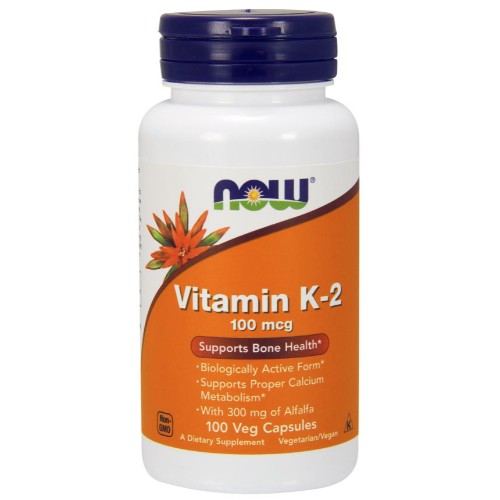 NOW®
Vitamin K-2
100 mcg
Supports Bone Health*
•Biologically Active Form*
•Supports Proper Calcium
Metabolism*
•With 300 mg of Alfalfa
100 Veg Capsules
Non-
GMO
A Dietary Supplement Vegetarian/Vegan
K